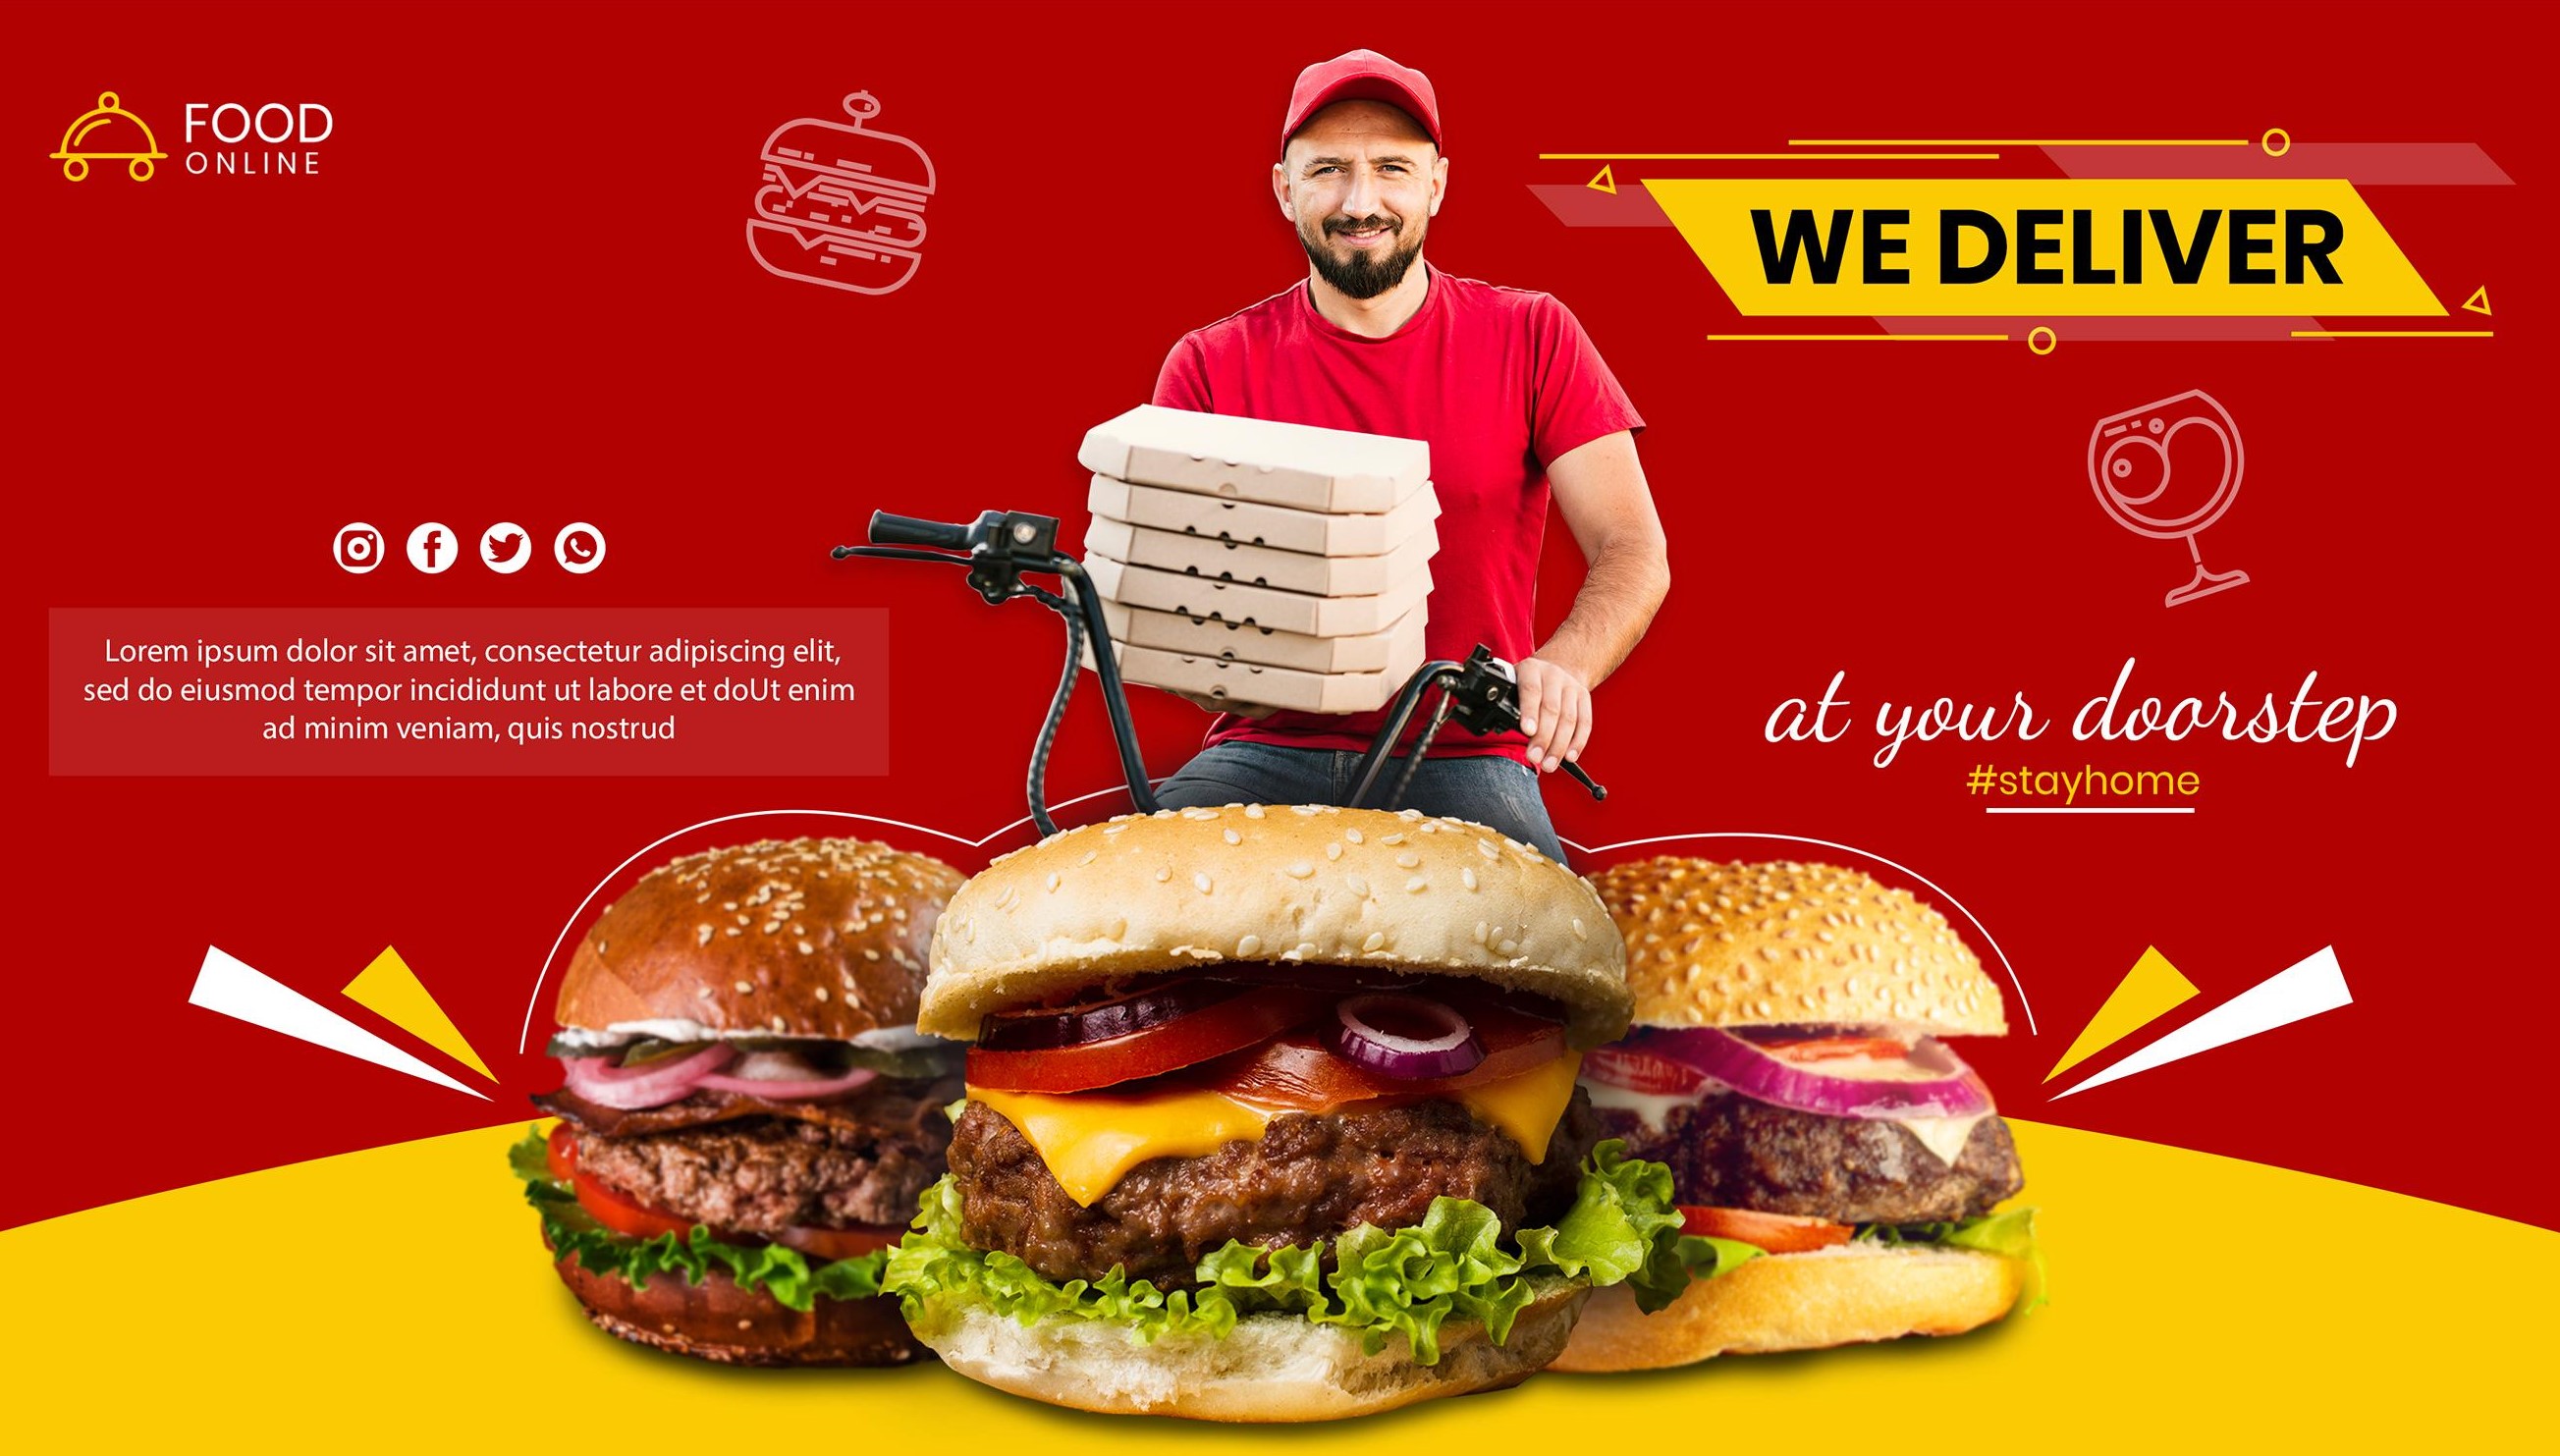 FOOD
ONLINE
WE DELIVER
Lorem ipsum dolor sit amet, consectetur adipiscing elit,
sed do eiusmod tempor incididunt ut labore et doUt enim
ad minim veniam, quis nostrud
at your doorstep
#stayhome